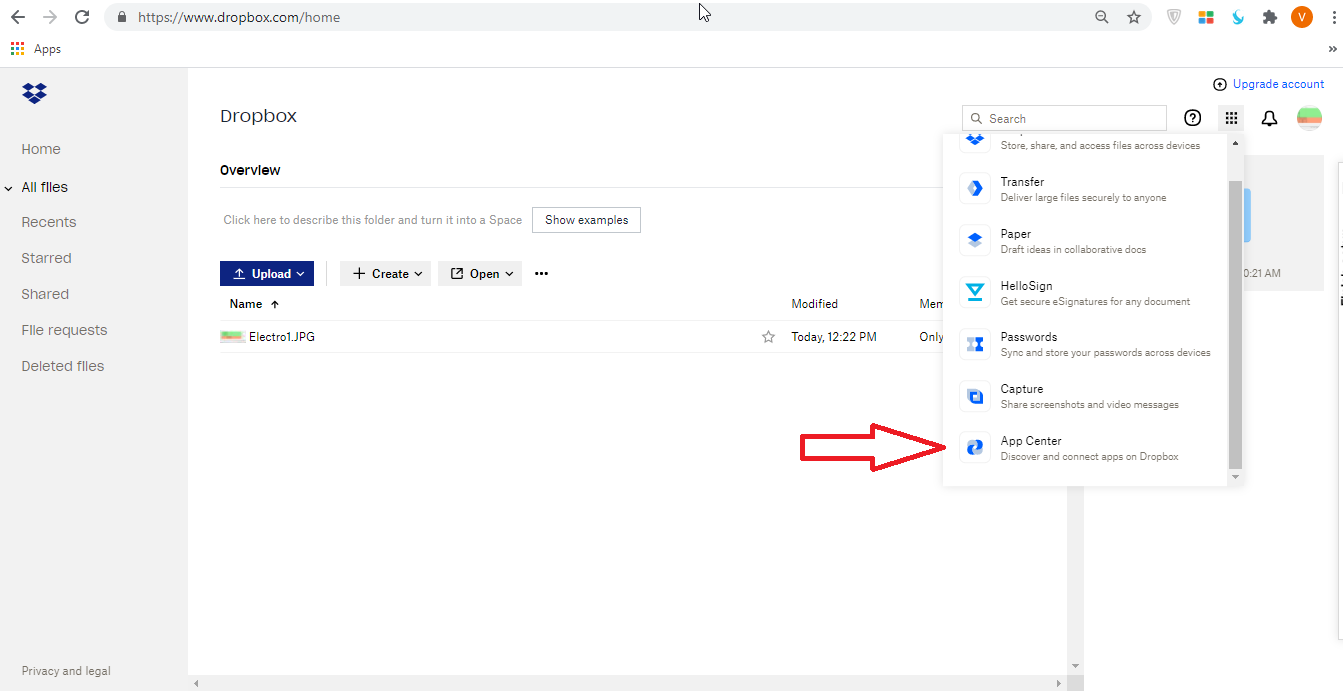 https://www.dropbox.com/home
V
Apps
Upgrade account
Dropbox
Search
Home
All files
Recents
Starred
Shared
File requests
Deleted files
Privacy and legal
Overview
Click here to describe this folder and turn it into a Space
Show examples
Upload
Create
Open
Name
Modified
Electro1.JPG
Today, 12:22 PM
Only
Store, share, and access files across devices
Transfer
Deliver large files securely to anyone
Paper
Draft ideas in collaborative docs
HelloSign
Get secure eSignatures for any document
Passwords
Sync and store your passwords across devices
Capture
Share screenshots and video messages
App Center
Discover and connect apps on Dropbox
0:21 AM